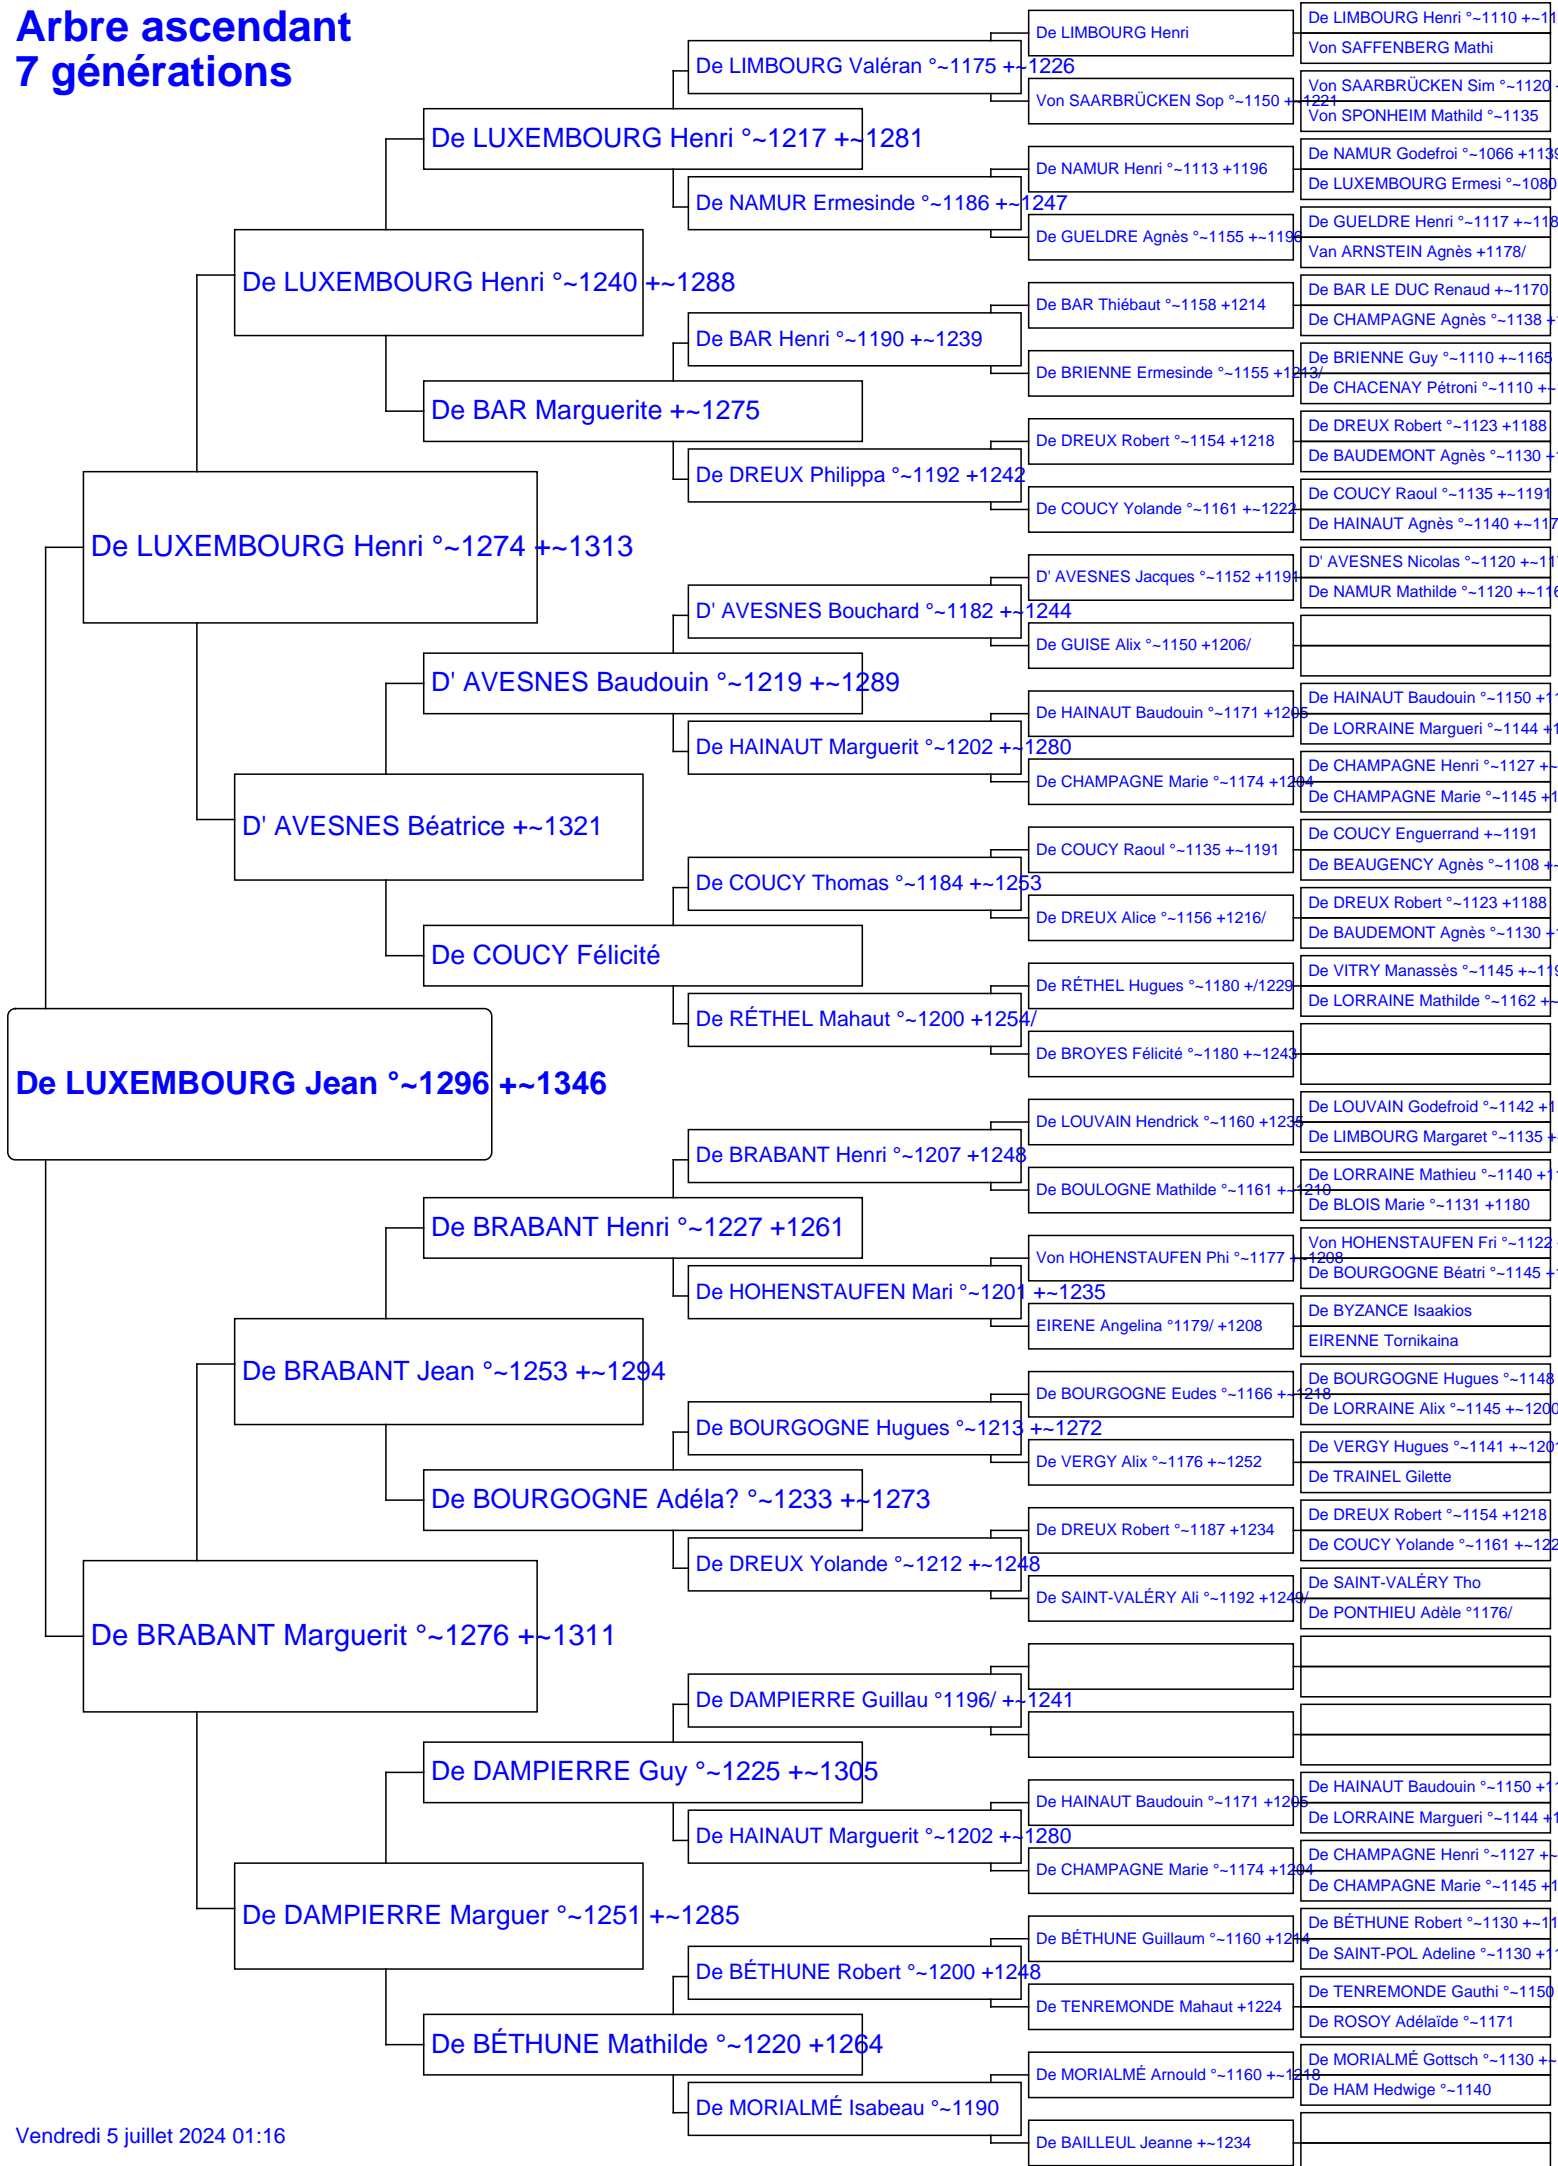 Arbre ascendant
7 générations
De LUXEMBOURG Jean °~1296 +~1346
De LUXEMBOURG Henri °~1274 +~1313
De BRABANT Marguerit °~1276 +~1311
De LUXEMBOURG Henri °~1240 +~1288
D' AVESNES Béatrice +~1321
De BRABANT Jean °~1253 +~1294
De DAMPIERRE Marguer °~1251 +~1285
De LUXEMBOURG Henri °~1217 +~1281
De BAR Marguerite +~1275
D' AVESNES Baudouin °~1219 +~1289
De COUCY Félicité
De BRABANT Henri °~1227 +1261
De BOURGOGNE Adéla? °~1233 +~1273
De DAMPIERRE Guy °~1225 +~1305
De BÉTHUNE Mathilde °~1220 +1264
De LIMBOURG Valéran °~1175 +~1226
De NAMUR Ermesinde °~1186 +~1247
De BAR Henri °~1190 +~1239
De DREUX Philippa °~1192 +1242
D' AVESNES Bouchard °~1182 +~1244
De HAINAUT Marguerit °~1202 +~1280
De COUCY Thomas °~1184 +~1253
De RÉTHEL Mahaut °~1200 +1254/
De BRABANT Henri °~1207 +1248
De HOHENSTAUFEN Mari °~1201 +~1235
De BOURGOGNE Hugues °~1213 +~1272
De DREUX Yolande °~1212 +~1248
De DAMPIERRE Guillau °1196/ +~1241
De HAINAUT Marguerit °~1202 +~1280
De BÉTHUNE Robert °~1200 +1248
De MORIALMÉ Isabeau °~1190
De LIMBOURG Henri
Von SAARBRÜCKEN Sop °~1150 +~1221
De NAMUR Henri °~1113 +1196
De GUELDRE Agnès °~1155 +~1196
De BAR Thiébaut °~1158 +1214
De BRIENNE Ermesinde °~1155 +1213/
De DREUX Robert °~1154 +1218
De COUCY Yolande °~1161 +~1222
D' AVESNES Jacques °~1152 +1191
De GUISE Alix °~1150 +1206/
De HAINAUT Baudouin °~1171 +1205
De CHAMPAGNE Marie °~1174 +1204
De COUCY Raoul °~1135 +~1191
De DREUX Alice °~1156 +1216/
De RÉTHEL Hugues °~1180 +/1229
De BROYES Félicité °~1180 +~1243
De LOUVAIN Hendrick °~1160 +1235
De BOULOGNE Mathilde °~1161 +~1210
Von HOHENSTAUFEN Phi °~1177 +~1208
EIRENE Angelina °1179/ +1208
De BOURGOGNE Eudes °~1166 +~1218
De VERGY Alix °~1176 +~1252
De DREUX Robert °~1187 +1234
De SAINT-VALÉRY Ali °~1192 +1249/
De HAINAUT Baudouin °~1171 +1205
De CHAMPAGNE Marie °~1174 +1204
De BÉTHUNE Guillaum °~1160 +1214
De TENREMONDE Mahaut +1224
De MORIALMÉ Arnould °~1160 +~1218
De BAILLEUL Jeanne +~1234
De LIMBOURG Henri °~1110 +~11
Von SAFFENBERG Mathi
Von SAARBRÜCKEN Sim °~1120 +
Von SPONHEIM Mathild °~1135
De NAMUR Godefroi °~1066 +1139
De LUXEMBOURG Ermesi °~1080
De GUELDRE Henri °~1117 +~118
Van ARNSTEIN Agnès +1178/
De BAR LE DUC Renaud +~1170
De CHAMPAGNE Agnès °~1138 +
De BRIENNE Guy °~1110 +~1165
De CHACENAY Pétroni °~1110 +~
De DREUX Robert °~1123 +1188
De BAUDEMONT Agnès °~1130 +1
De COUCY Raoul °~1135 +~1191
De HAINAUT Agnès °~1140 +~117
D' AVESNES Nicolas °~1120 +~117
De NAMUR Mathilde °~1120 +~116
De HAINAUT Baudouin °~1150 +11
De LORRAINE Margueri °~1144 +1
De CHAMPAGNE Henri °~1127 +~
De CHAMPAGNE Marie °~1145 +1
De COUCY Enguerrand +~1191
De BEAUGENCY Agnès °~1108 +~
De DREUX Robert °~1123 +1188
De BAUDEMONT Agnès °~1130 +1
De VITRY Manassès °~1145 +~119
De LORRAINE Mathilde °~1162 +~
De LOUVAIN Godefroid °~1142 +1
De LIMBOURG Margaret °~1135 +
De LORRAINE Mathieu °~1140 +11
De BLOIS Marie °~1131 +1180
Von HOHENSTAUFEN Fri °~1122
De BOURGOGNE Béatri °~1145 +1
De BYZANCE Isaakios
EIRENNE Tornikaina
De BOURGOGNE Hugues °~1148
De LORRAINE Alix °~1145 +~1200
De VERGY Hugues °~1141 +~1201
De TRAINEL Gilette
De DREUX Robert °~1154 +1218
De COUCY Yolande °~1161 +~122
De SAINT-VALÉRY Tho
De PONTHIEU Adèle °1176/
De HAINAUT Baudouin °~1150 +11
De LORRAINE Margueri °~1144 +1
De CHAMPAGNE Henri °~1127 +~
De CHAMPAGNE Marie °~1145 +1
De BÉTHUNE Robert °~1130 +~11
De SAINT-POL Adeline °~1130 +1
De TENREMONDE Gauthi °~1150
De ROSOY Adélaïde °~1171
De MORIALMÉ Gottsch °~1130 +~
De HAM Hedwige °~1140
Vendredi 5 juillet 2024 01:16